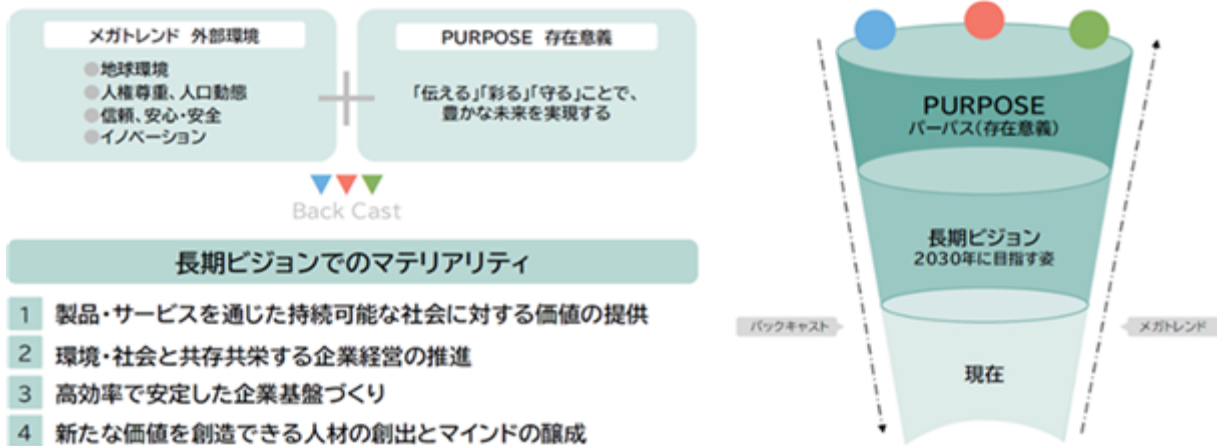 メガトレンド 外部環境
●地球環境
●人権尊重、人口動態
●信頼、安心・安全
●イノベーション
PURPOSE 存在意義
「伝える」「彩る」「守る」ことで、
豊かな未来を実現する
Back Cast
長期ビジョンでのマテリアリティ
1 製品・サービスを通じた持続可能な社会に対する価値の提供
2 環境・社会と共存共栄する企業経営の推進
3 高効率で安定した企業基盤づくり
4 新たな価値を創造できる人材の創出とマインドの醸成
PURPOSE
パーパス(存在意義)
長期ビジョン
2030年に目指す姿
バックキャスト
メガトレンド
現在